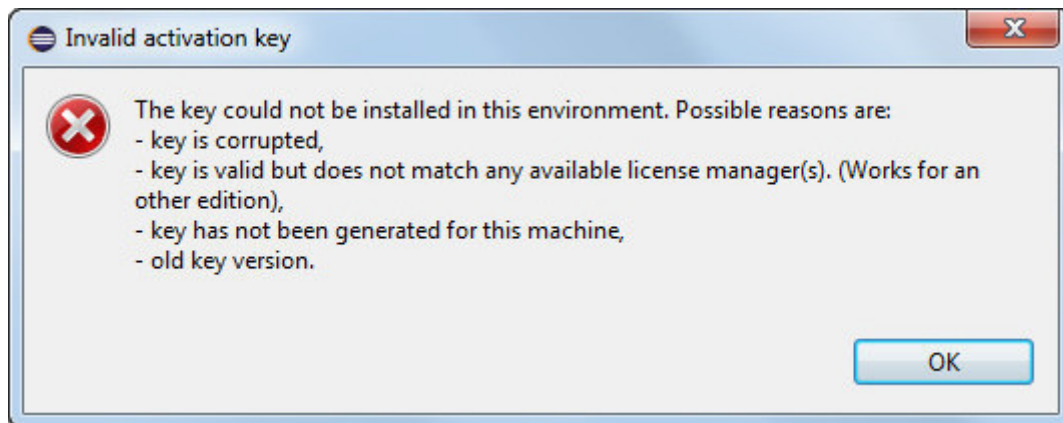 Invalid activation key
The key could not be installed in this environment. Possible reasons are:
- key is corrupted,
- key is valid but does not match any available license manager(s). (Works for an
other edition),
- key has not been generated for this machine,
- old key version.
OK